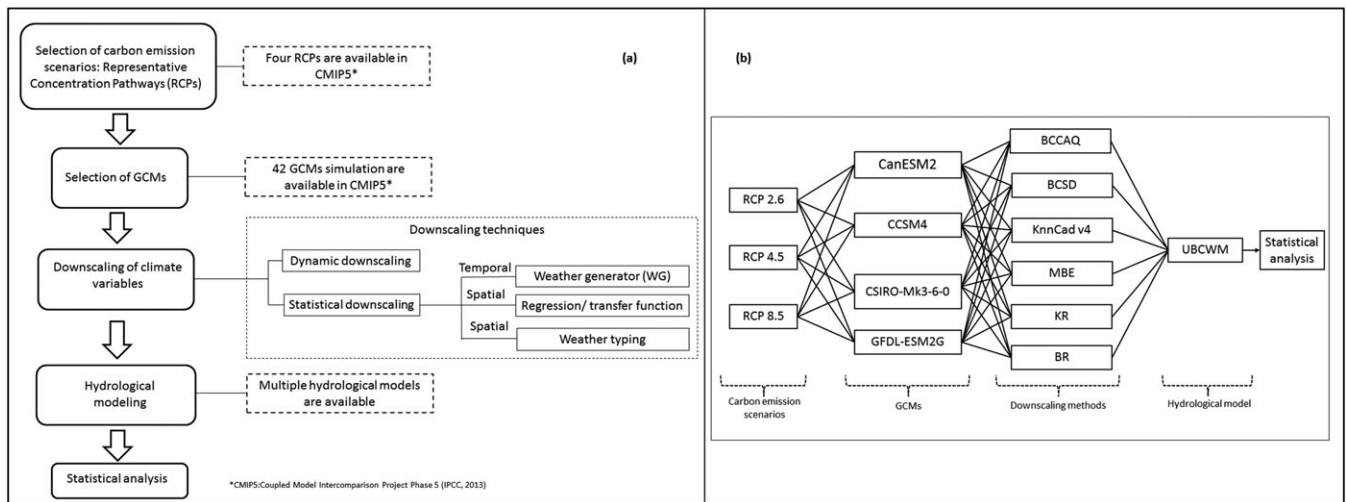 Selection of carbon emission
scenarios: Representative
Concentration Pathways (RCPs)
Four RCPs are available in
CMIP5*
(a)
Selection of GCMs
42 GCMs simulation are
available in CMIP5*
Downscaling techniques
Downscaling of climate
variables
Dynamic downscaling
Statistical downscaling
Temporal
Weather generator (WG)
Spatial
Regression/ transfer function
Spatial
Weather typing
Hydrological
modeling
Multiple hydrological models
are available
Statistical analysis
*CMIP5:Coupled Model Intercomparison Project Phase 5 (IPCC, 2013)
(b)
RCP 2.6
RCP 4.5
RCP 8.5
CanESM2
CCSM4
CSIRO-Mk3-6-0
GFDL-ESM2G
BCCAQ
BCSD
KnnCad v4
MBE
KR
BR
UBCWM
Statistical
analysis
Carbon emission
scenarios
GCMs
Downscaling methods
Hydrological model